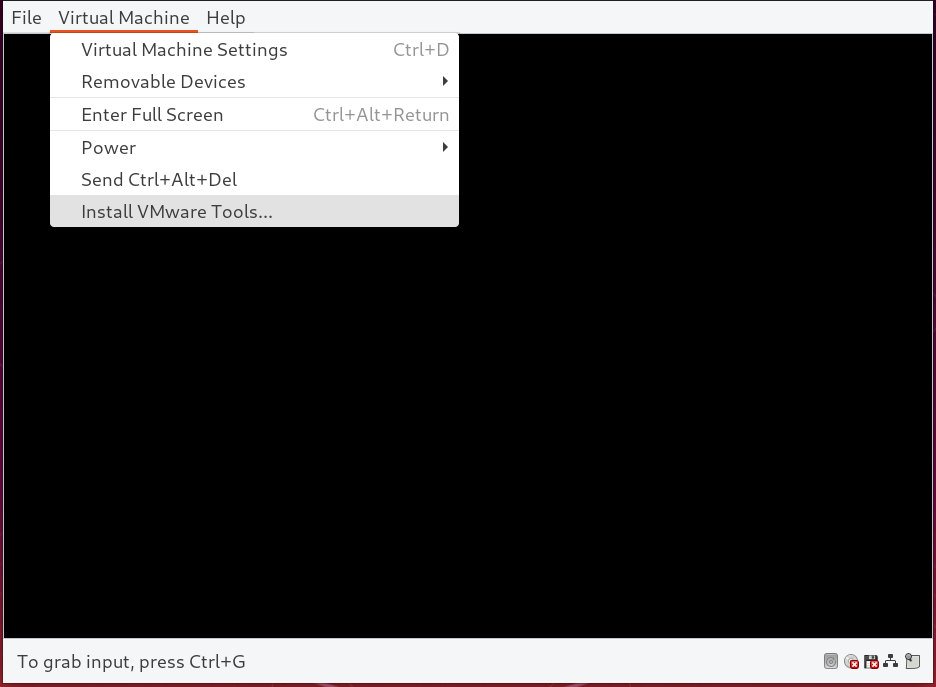 File Virtual Machine Help
Virtual Machine Settings Ctrl+D
Removable Devices
Enter Full Screen Ctrl+Alt+Return
Power
Send Ctrl+Alt+Del
Install VMware Tools...
To grab input, press Ctrl+G